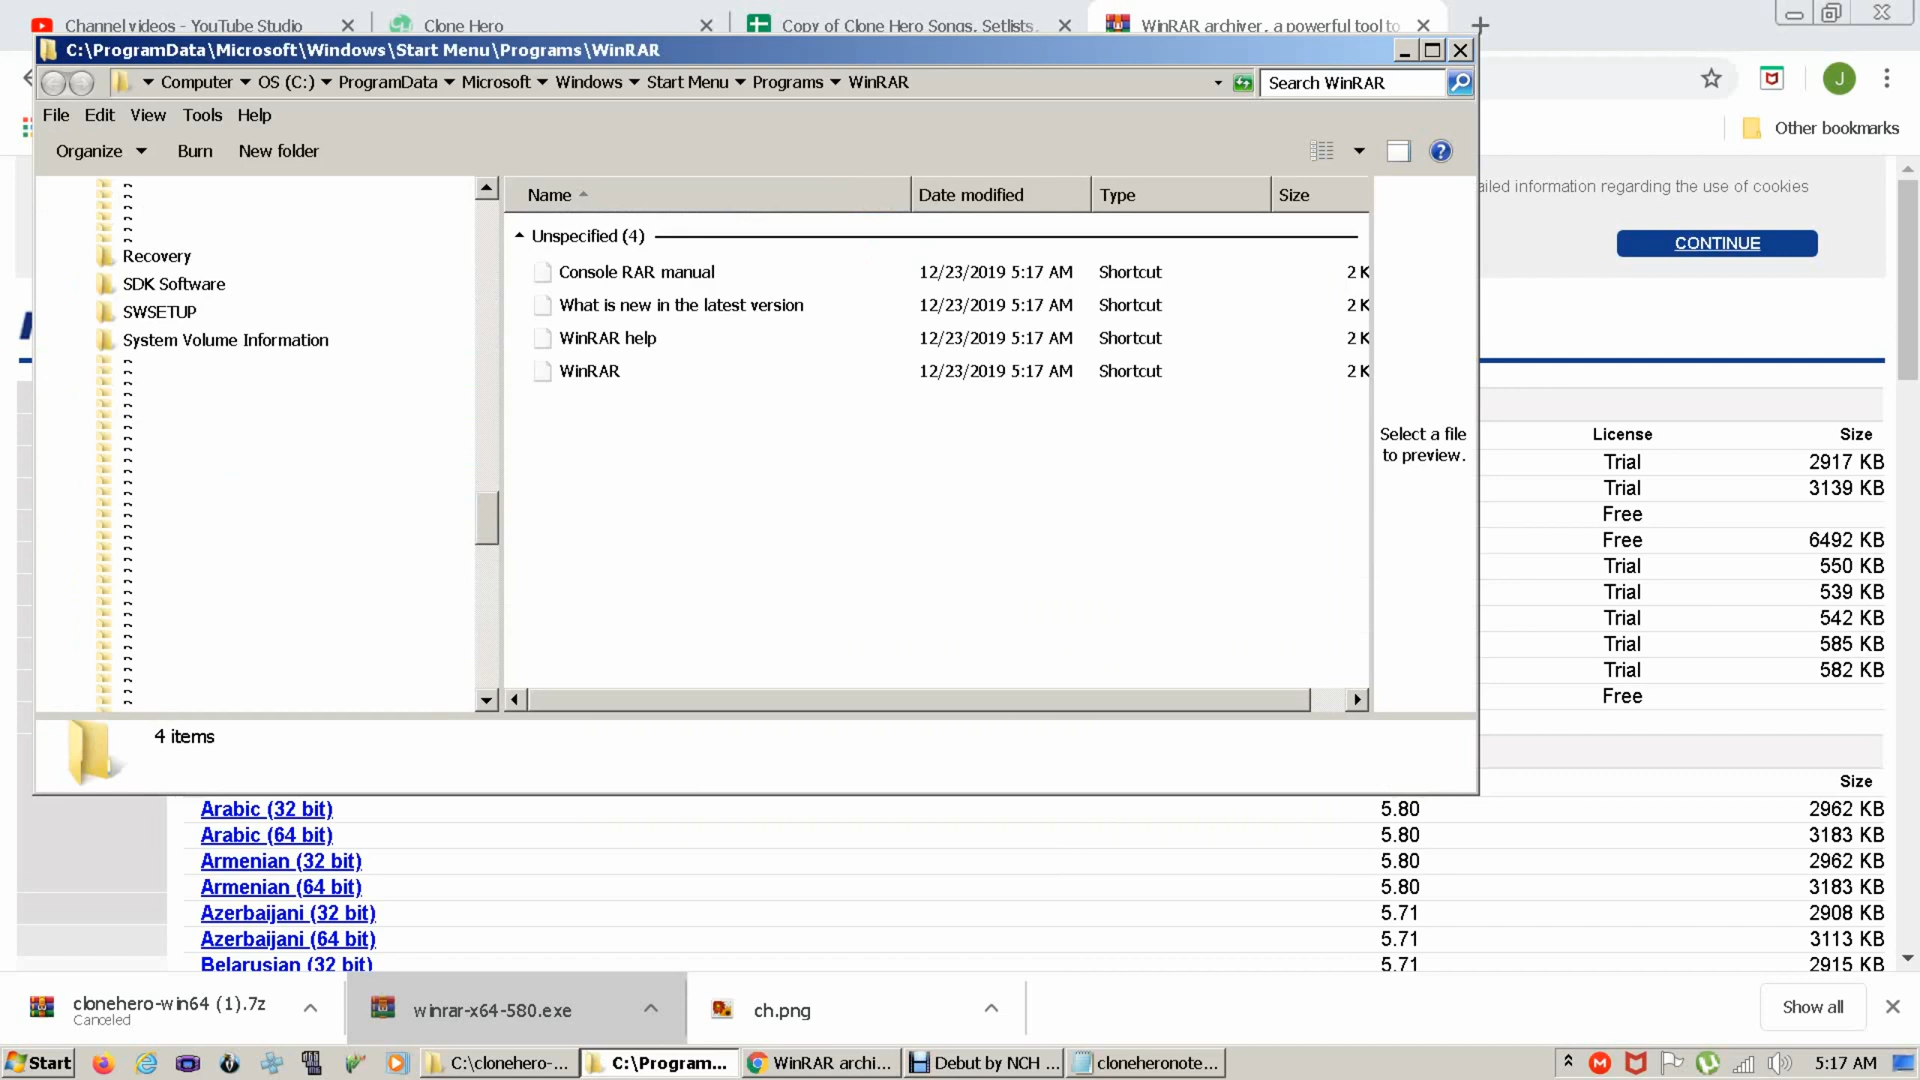 Channel videos - YouTube Studio
Clone Hero
Copy of Clone Hero Songs, Setlists,
WinRAR archiver, a powerful tool to
C:\ProgramData\Microsoft\Windows\Start Menu\Programs\WinRAR
Computer OS (C:) ProgramData Microsoft Windows Start Menu Programs WinRAR
Search WinRAR
J
File Edit View Tools Help
Other bookmarks
Organize Burn New folder
Name Date modified Type Size
ailed information regarding the use of cookies
CONTINUE
Recovery
SDK Software
SWSETUP
System Volume Information
Unspecified (4)
Console RAR manual 12/23/2019 5:17 AM Shortcut 2 K
What is new in the latest version 12/23/2019 5:17 AM Shortcut 2 K
WinRAR help 12/23/2019 5:17 AM Shortcut 2 K
WinRAR 12/23/2019 5:17 AM Shortcut 2 K
Select a file
to preview.
License Size
Trial 2917 KB
Trial 3139 KB
Free
Free 6492 KB
Trial 550 KB
Trial 539 KB
Trial 542 KB
Trial 585 KB
Trial 582 KB
Free
4 items
Size
Arabic (32 bit) 5.80 2962 KB
Arabic (64 bit) 5.80 3183 KB
Armenian (32 bit) 5.80 2962 KB
Armenian (64 bit) 5.80 3183 KB
Azerbaijani (32 bit) 5.71 2908 KB
Azerbaijani (64 bit) 5.71 3113 KB
Belarusian (32 bit) 5.71 2915 KB
clonehero-win64 (1).7z
Canceled
winrar-x64-580.exe
ch.png
Show all
Start
C:\clonehero-...
C:\Program...
WinRAR archi...
Debut by NCH ...
cloneheronote...
5:17 AM